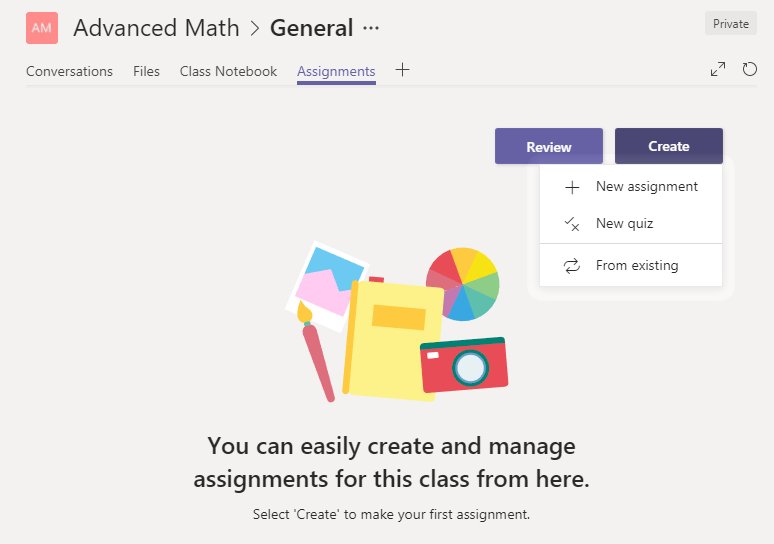 AM Advanced Math > General ···
Private
Conversations Files Class Notebook Assignments +
Review Create
New assignment
New quiz
From existing
You can easily create and manage
assignments for this class from here.
Select 'Create' to make your first assignment.